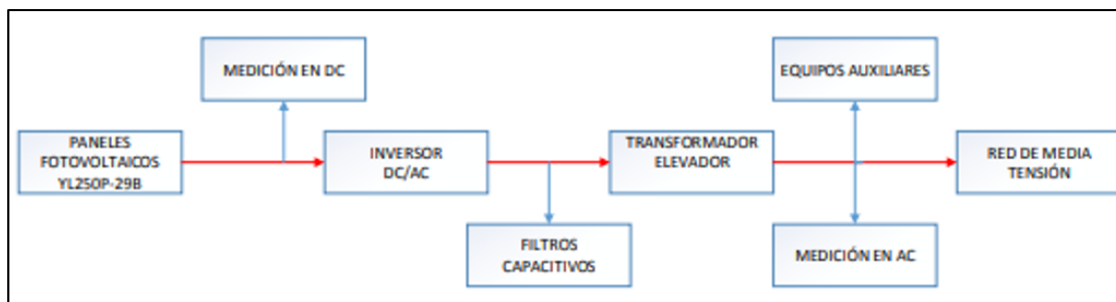 MEDICIÓN EN DC
EQUIPOS AUXILIARES
PANELES
FOTOVOLTAICOS
YL250P-29B
INVERSOR
DC/AC
TRANSFORMADOR
ELEVADOR
RED DE MEDIA
TENSIÓN
FILTROS
CAPACITIVOS
MEDICIÓN EN AC